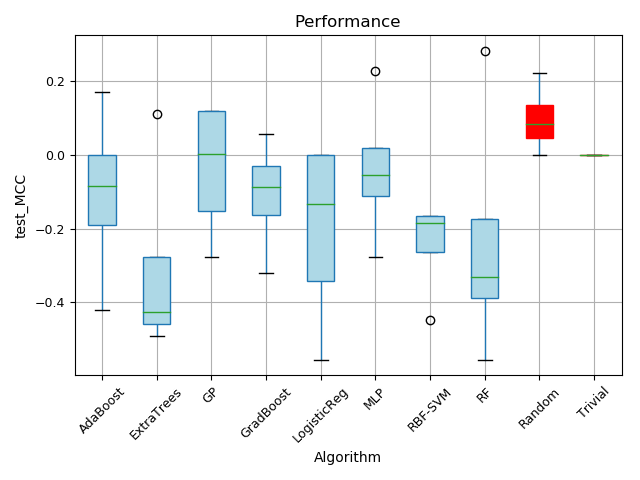 Performance
test_MCC
0.2
0.0
−0.2
−0.4
AdaBoost
ExtraTrees
GP
GradBoost
LogisticReg
MLP
RBF-SVM
RF
Random
Trivial
Algorithm